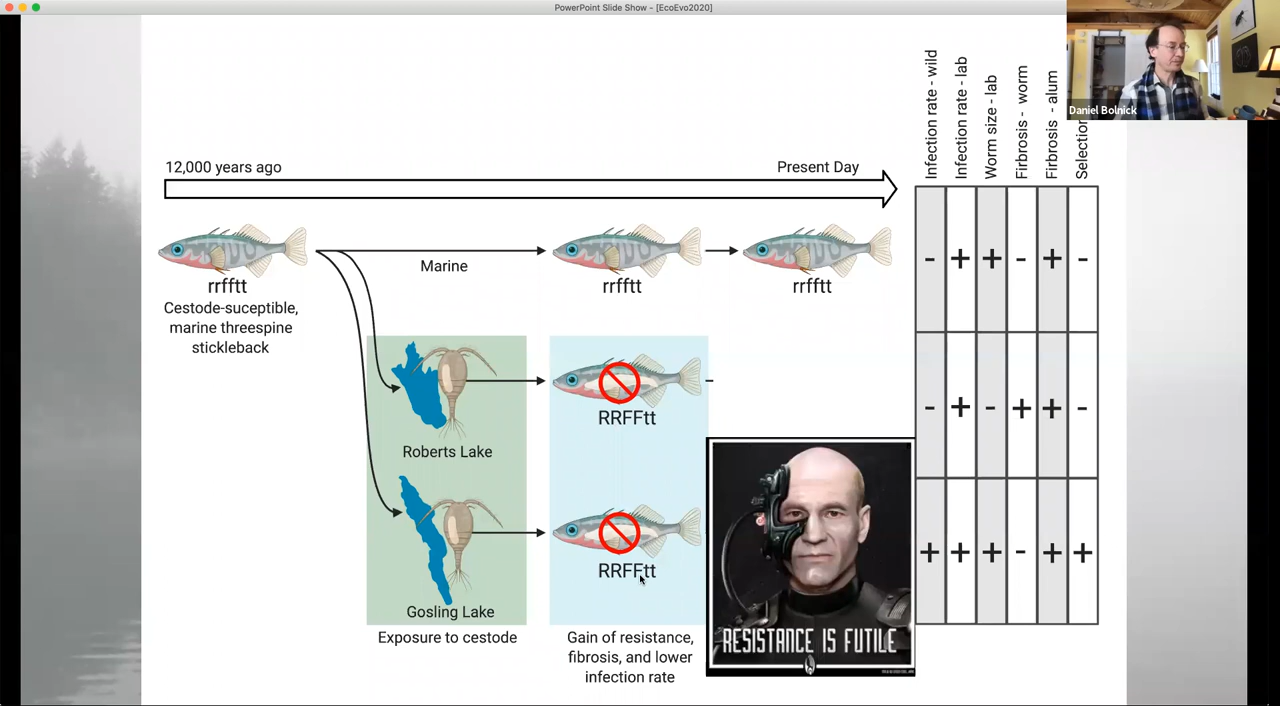 PowerPoint Slide Show - [EcoEvo2020]
Daniel Bolnick
Infection rate - wild
Infection rate - lab
Worm size - lab
Firbrosis - worm
Firbrosis - alum
Selection
12,000 years ago
Present Day
Marine
rrfftt
rrfftt
rrfftt
Cestode-suceptible,
marine threespine
stickleback
- + + - + -
RRFFtt
- + - + + -
Roberts Lake
RRFFtt
+ + + - + +
Gosling Lake
RESISTANCE IS FUTILE
Exposure to cestode
Gain of resistance,
fibrosis, and lower
infection rate